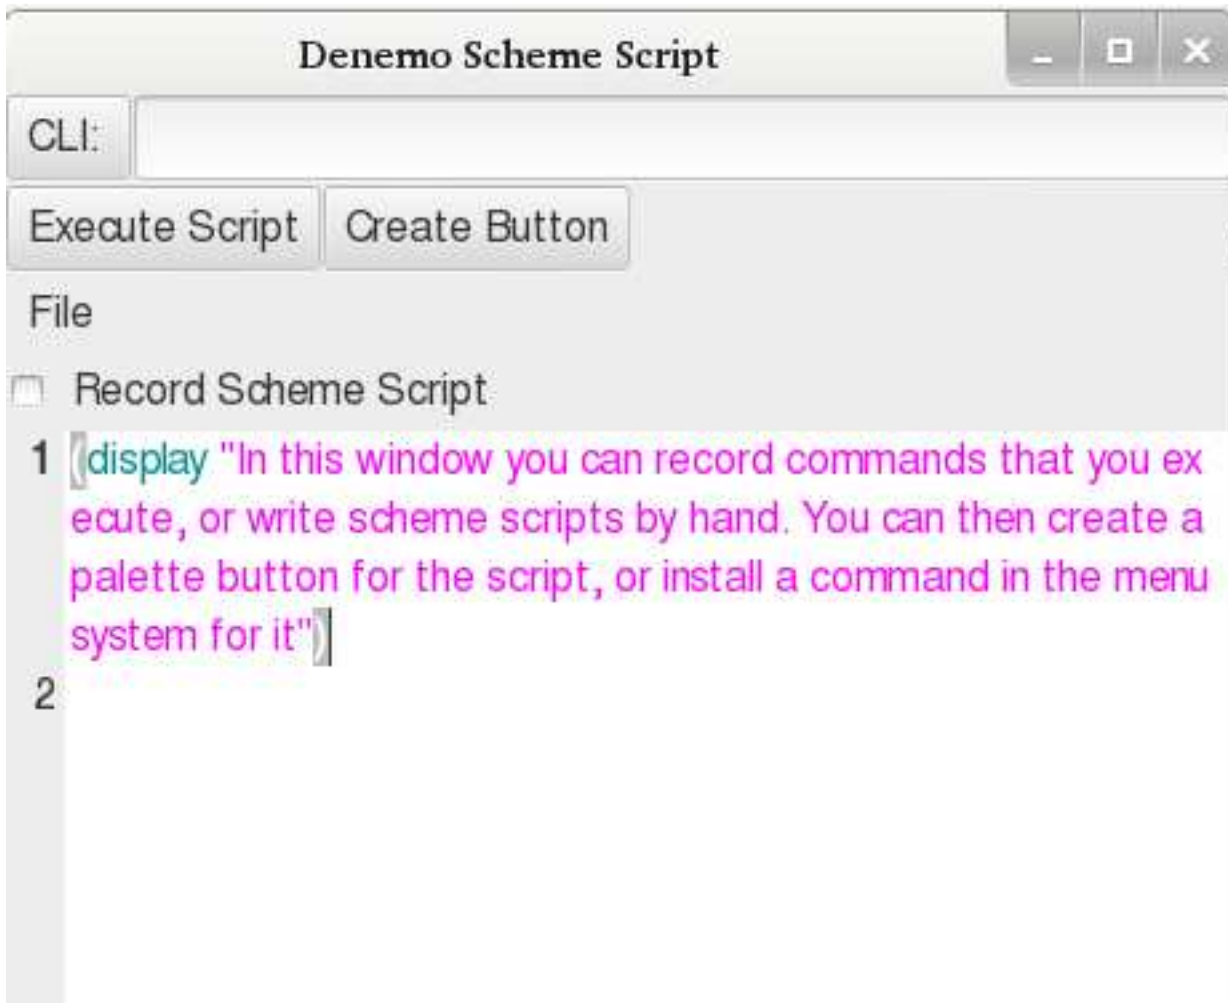 Denemo Scheme Script
CLI:
Execute Script Create Button
File
Record Scheme Script
1 (display "In this window you can record commands that you ex
ecute, or write scheme scripts by hand. You can then create a
palette button for the script, or install a command in the menu
system for it")
2